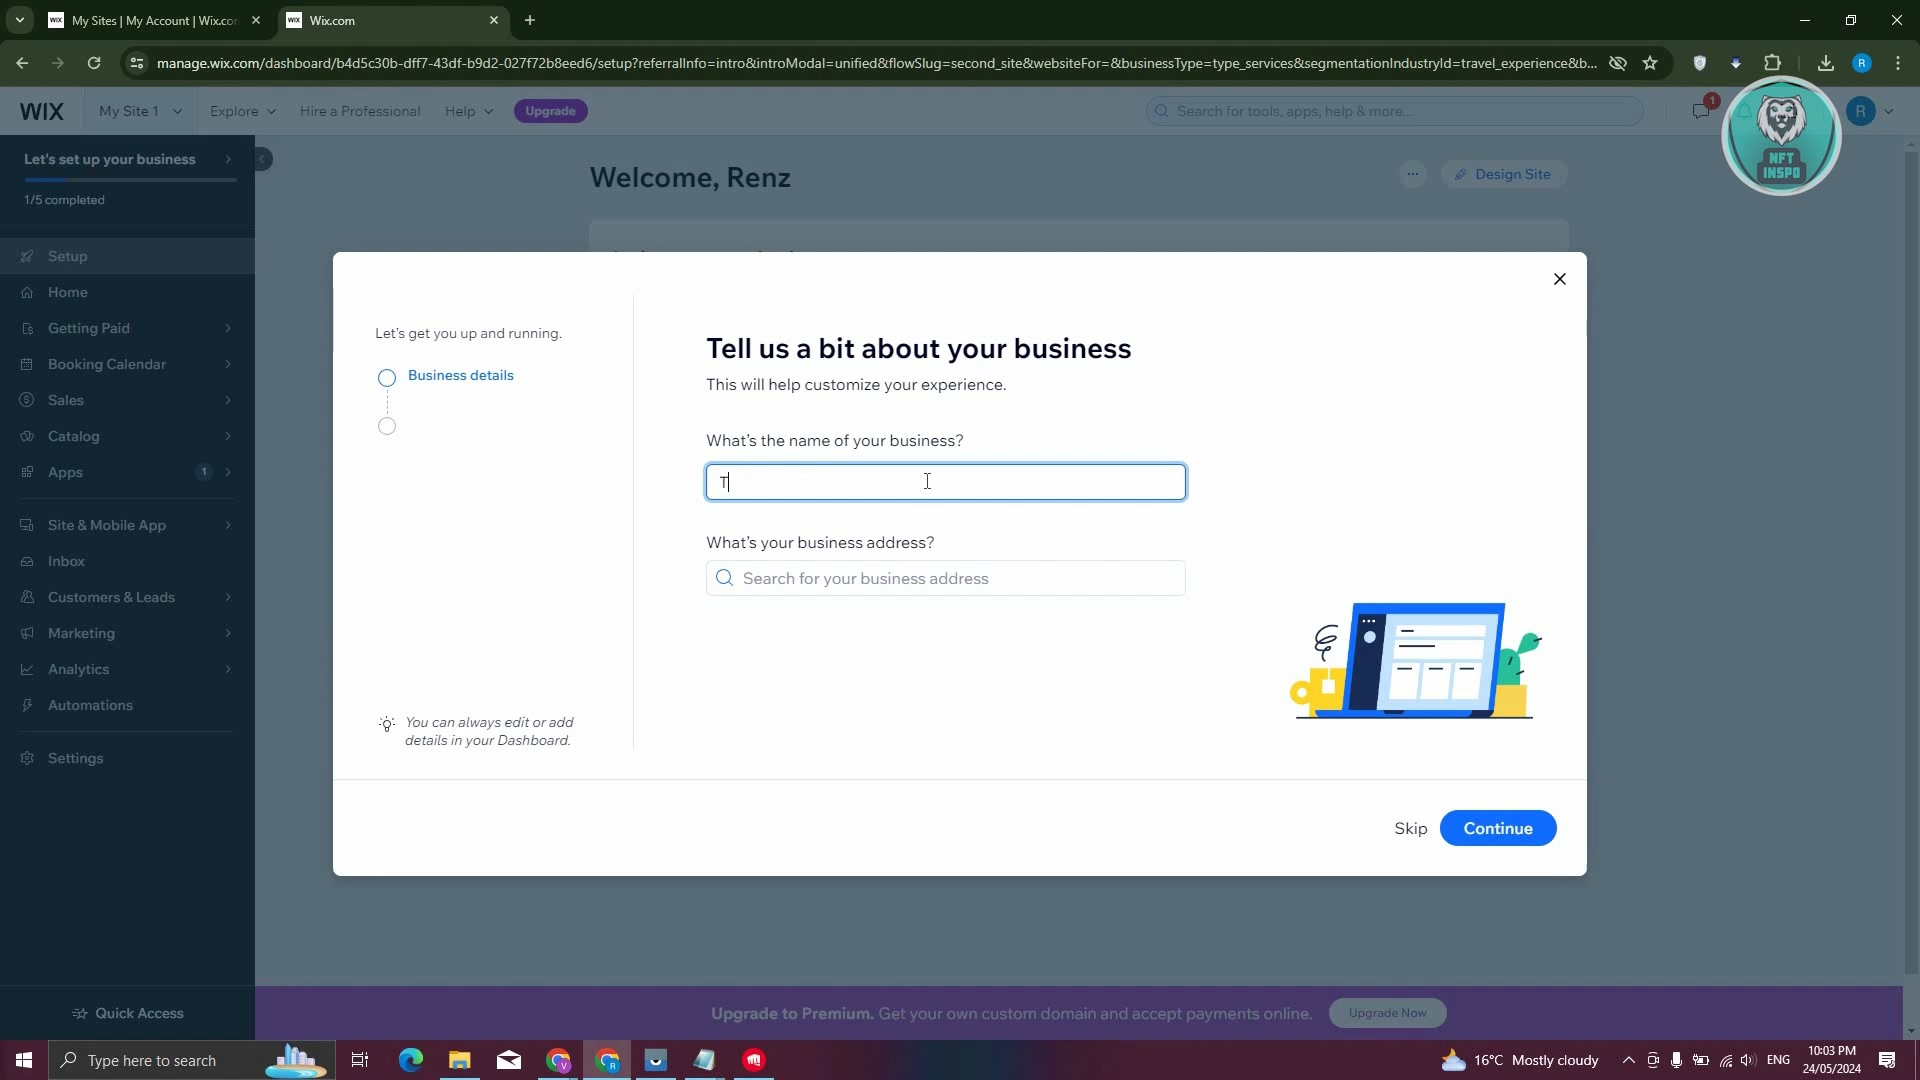 My Sites | My Account | Wix.co
Wix.com
manage.wix.com/dashboard/b4d5c30b-dff7-43df-b9d2-027f72b8eed6/setup?referralInfo=intro&introModal=unified&flowSlug=second_site&websiteFor=&businessType=type_services&segmentationIndustryId=travel_experience&b...
R
WIX
My Site 1
Explore
Hire a Professional
Help
Upgrade
Search for tools, apps, help & more...
1
R
NFT
INSPO
Let's set up your business
1/5 completed
Welcome, Renz
Design Site
Setup
Home
Getting Paid
Booking Calendar
Sales
Catalog
Apps
1
Site & Mobile App
Inbox
Customers & Leads
Marketing
Analytics
Automations
Settings
Quick Access
Let's get you up and running.
Business details
You can always edit or add
details in your Dashboard.
Tell us a bit about your business
This will help customize your experience.
What's the name of your business?
T
What's your business address?
Search for your business address
Skip
Continue
Upgrade to Premium. Get your own custom domain and accept payments online.
Upgrade Now
Type here to search
16°C Mostly cloudy
ENG
10:03 PM
24/05/2024